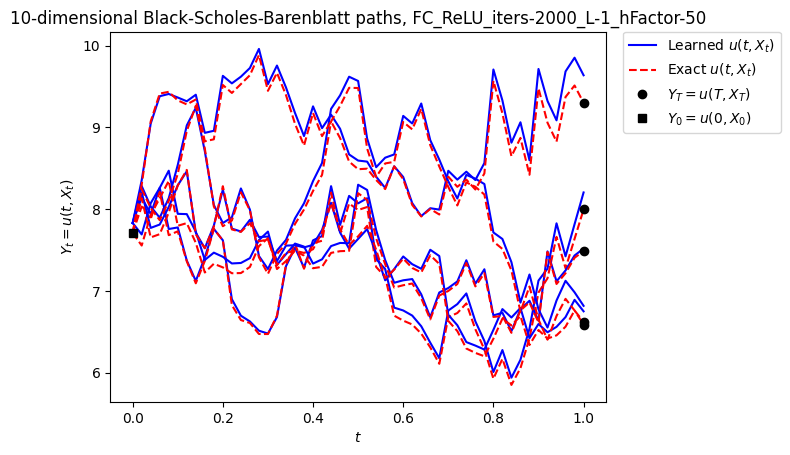 10-dimensional Black-Scholes-Barenblatt paths, FC_ReLU_iters-2000_L-1_hFactor-50
Learned u(t, X_t)
Exact u(t, X_t)
Y_T = u(T, X_T)
Y_0 = u(0, X_0)
Y_t = u(t, X_t)
10
9
8
7
6
0.0 0.2 0.4 0.6 0.8 1.0
t